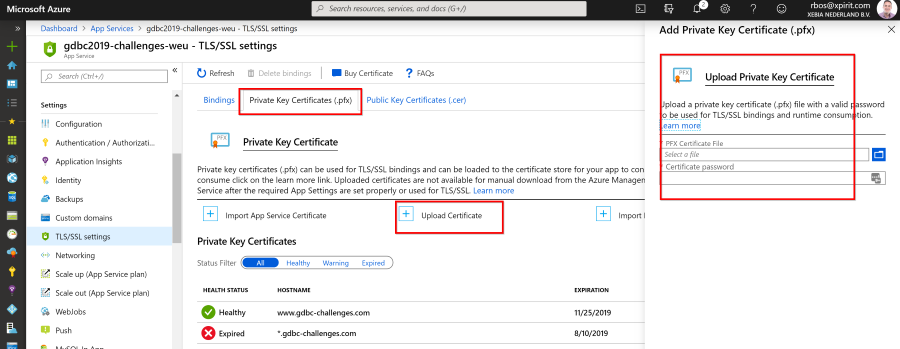 Microsoft Azure
Search resources, services, and docs (G+/)
2
rbos@xpirit.com
XEBIA NEDERLAND B.V.
Dashboard > App Services > gdbc2019-challenges-weu - TLS/SSL settings
gdbc2019-challenges-weu - TLS/SSL settings
App Service
Search (Ctrl+/)
Settings
Configuration
Authentication / Authorizati...
Application Insights
Identity
Backups
Custom domains
TLS/SSL settings
Networking
Scale up (App Service plan)
Scale out (App Service plan)
WebJobs
Push
MySQL In App
Refresh
Delete bindings
Buy Certificate
FAQs
Bindings
Private Key Certificates (.pfx)
Public Key Certificates (.cer)
PFX
Private Key Certificate
Private key certificates (.pfx) can be used for TLS/SSL bindings and can be loaded to the certificate store for your app to con
consume click on the learn more link. Uploaded certificates are not available for manual download from the Azure Manager
Service after the required App Settings are set properly or used for TLS/SSL. Learn more
Import App Service Certificate
Upload Certificate
Import
Private Key Certificates
Status Filter
All
Healthy
Warning
Expired
HEALTH STATUS
HOSTNAME
EXPIRATION
Healthy
www.gdbc-challenges.com
11/25/2019
Expired
*.gdbc-challenges.com
8/10/2019
Add Private Key Certificate (.pfx)
PFX
Upload Private Key Certificate
Upload a private key certificate (.pfx) file with a valid password
to be used for TLS/SSL bindings and runtime consumption.
Learn more
* PFX Certificate File
Select a file
* Certificate password